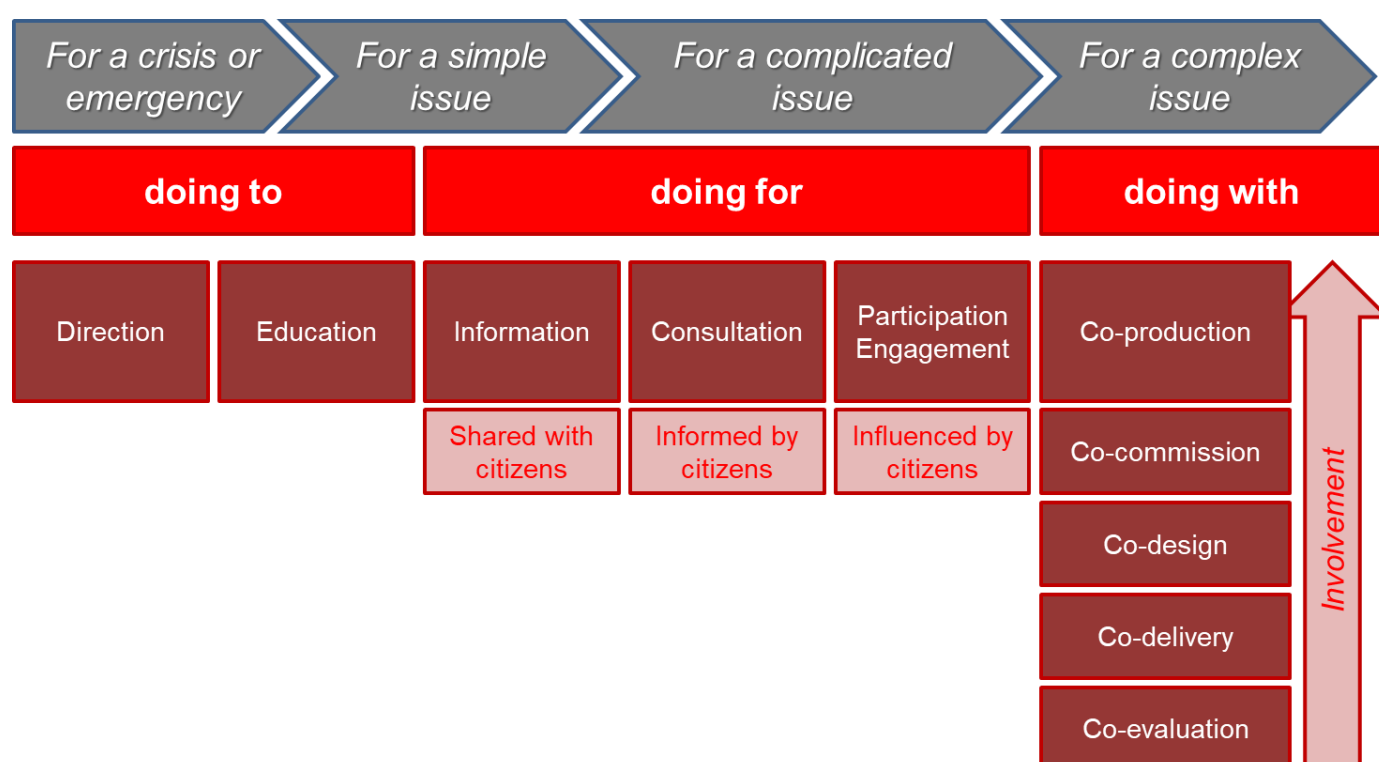 For a crisis or
emergency
For a simple
issue
For a complicated
issue
For a complex
issue
doing to
doing for
doing with
Direction
Education
Information
Consultation
Participation
Engagement
Co-production
Shared with
citizens
Informed by
citizens
Influenced by
citizens
Co-commission
Co-design
Co-delivery
Co-evaluation
Involvement